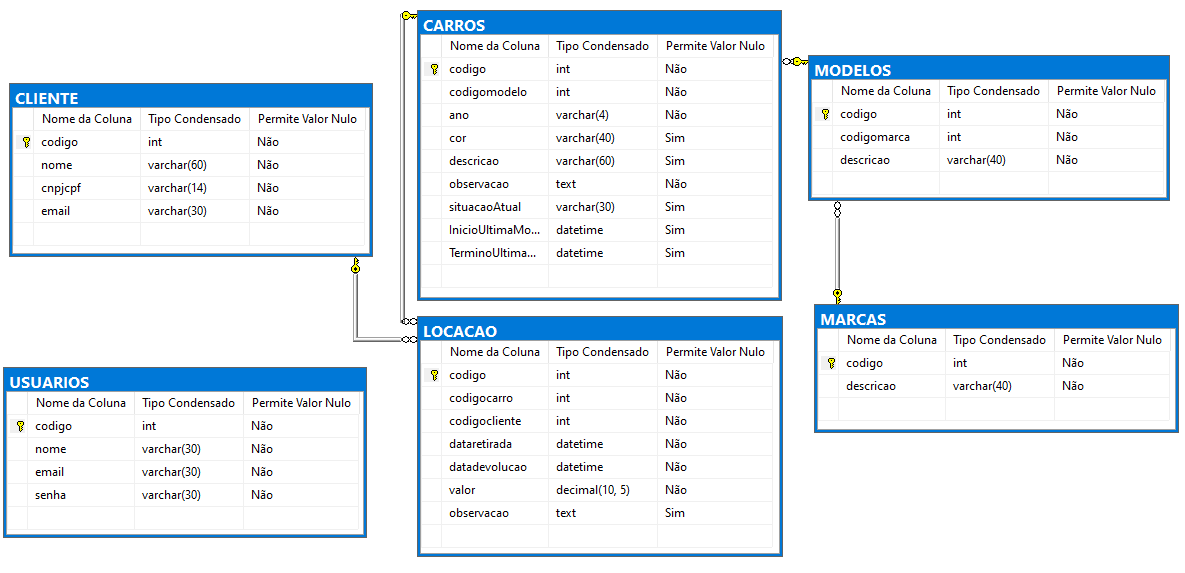 CARROS
Nome da Coluna Tipo Condensado Permite Valor Nulo
codigo int Não
codigomodelo int Não
ano varchar(4) Não
cor varchar(40) Sim
descricao varchar(60) Sim
observacao text Não
situacaoAtual varchar(30) Sim
InicioUltimaMo... datetime Sim
TerminoUltima... datetime Sim
MODELOS
Nome da Coluna Tipo Condensado Permite Valor Nulo
codigo int Não
codigomarca int Não
descricao varchar(40) Não
CLIENTE
Nome da Coluna Tipo Condensado Permite Valor Nulo
codigo int Não
nome varchar(60) Não
cnpjcpf varchar(14) Não
email varchar(30) Não
LOCACAO
Nome da Coluna Tipo Condensado Permite Valor Nulo
codigo int Não
codigocarro int Não
codigocliente int Não
dataretirada datetime Não
datadevolucao datetime Não
valor decimal(10, 5) Não
observacao text Sim
MARCAS
Nome da Coluna Tipo Condensado Permite Valor Nulo
codigo int Não
descricao varchar(40) Não
USUARIOS
Nome da Coluna Tipo Condensado Permite Valor Nulo
codigo int Não
nome varchar(30) Não
email varchar(30) Não
senha varchar(30) Não